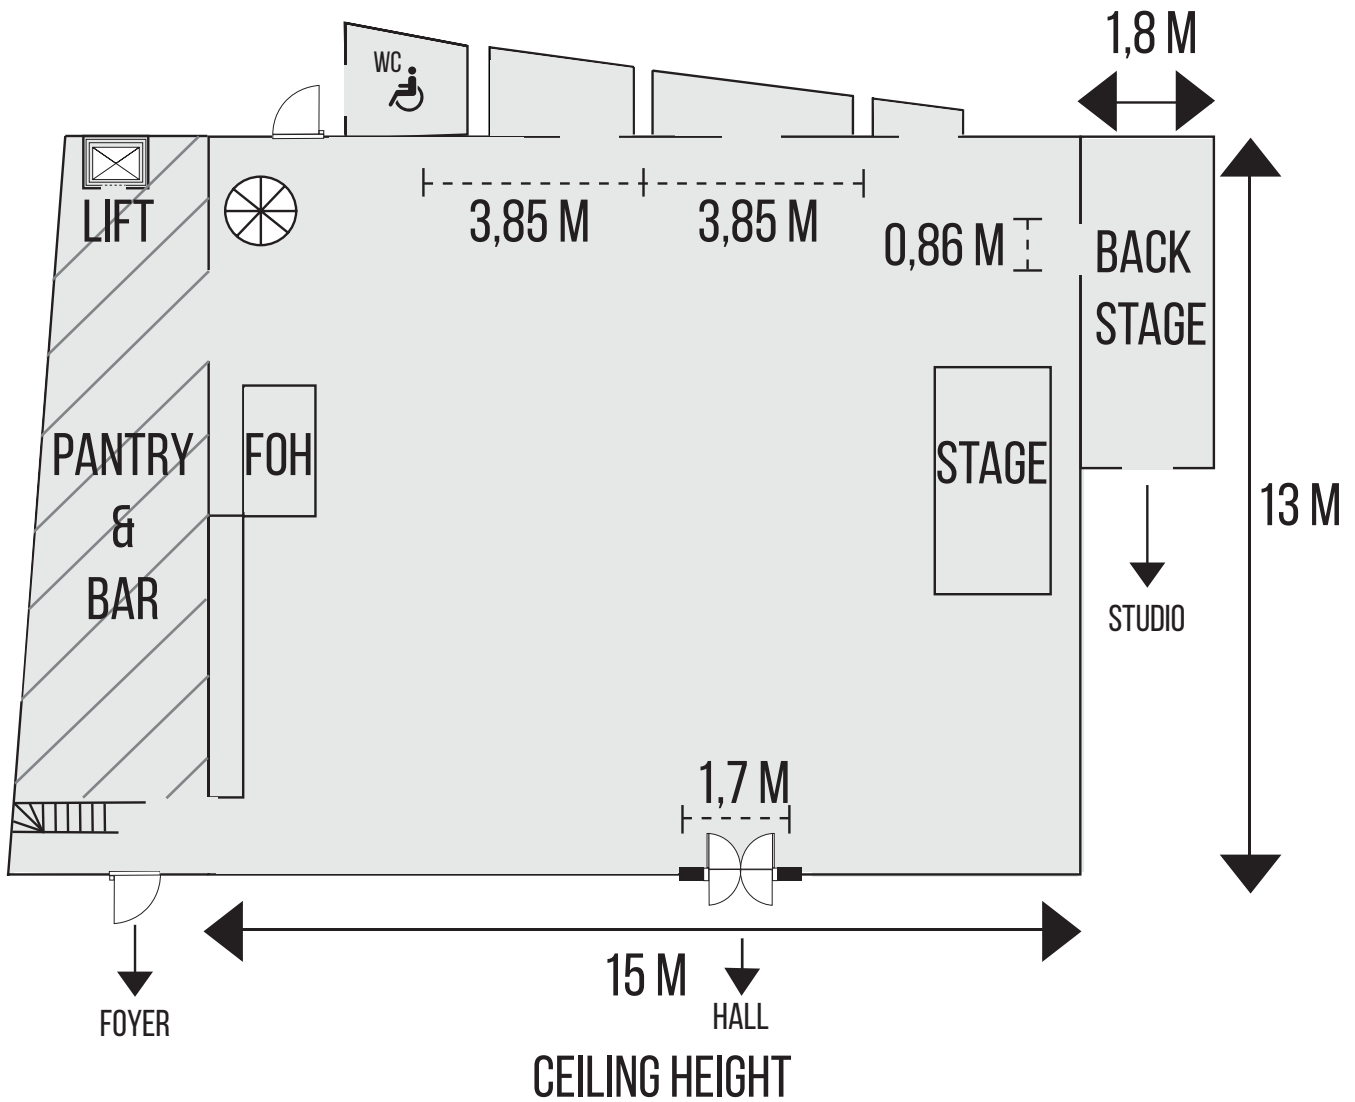 1,8 M
WC
LIFT
3,85 M
3,85 M
0,86 M
BACK
STAGE
PANTRY
&
BAR
FOH
STAGE
13 M
STUDIO
1,7 M
15 M
HALL
FOYER
CEILING HEIGHT